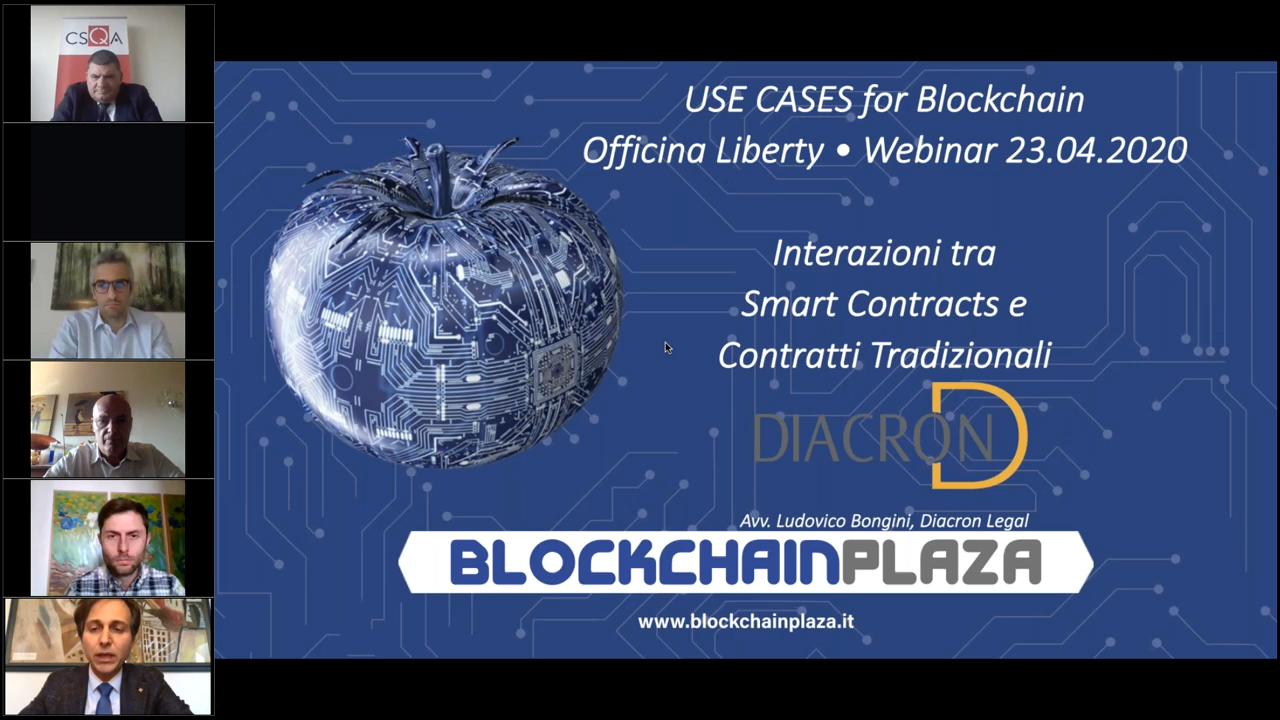 CSQA
USE CASES for Blockchain
Officina Liberty • Webinar 23.04.2020
Interazioni tra
Smart Contracts e
Contratti Tradizionali
DIACRON
D
Avv. Ludovico Bongini, Diacron Legal
BLOCKCHAINPLAZA
www.blockchainplaza.it